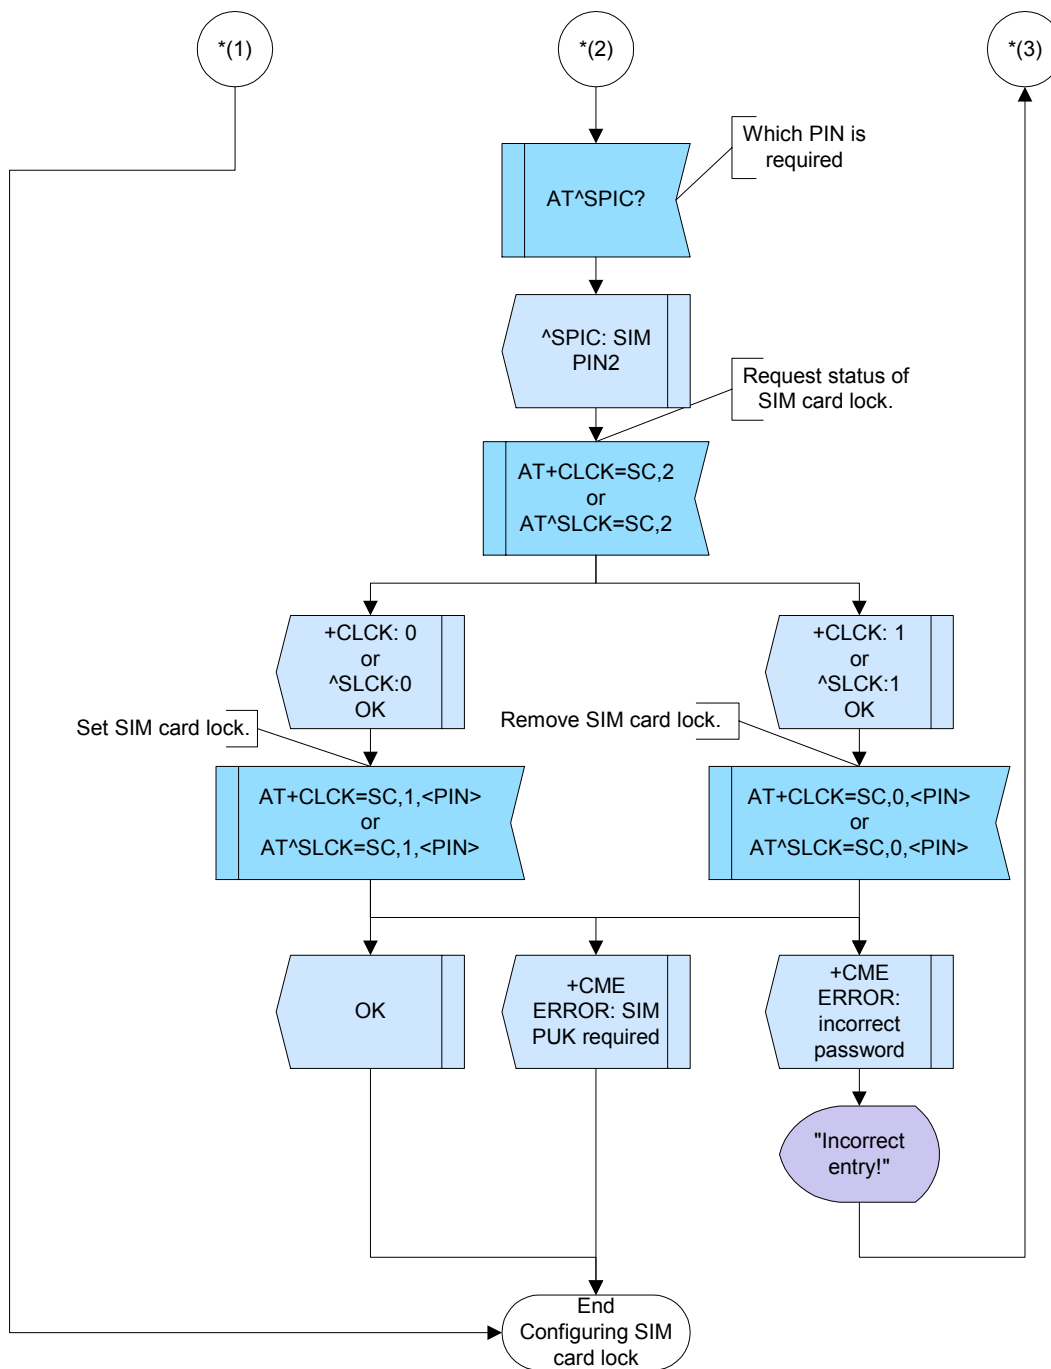 *(1)
*(2)
*(3)
Which PIN is
required
AT^SPIC?
^SPIC: SIM
PIN2
Request status of
SIM card lock.
AT+CLCK=SC,2
or
AT^SLCK=SC,2
+CLCK: 0
or
^SLCK:0
OK
+CLCK: 1
or
^SLCK:1
OK
Set SIM card lock.
Remove SIM card lock.
AT+CLCK=SC,1,<PIN>
or
AT^SLCK=SC,1,<PIN>
AT+CLCK=SC,0,<PIN>
or
AT^SLCK=SC,0,<PIN>
OK
+CME
ERROR: SIM
PUK required
+CME
ERROR:
incorrect
password
"Incorrect
entry!"
End
Configuring SIM
card lock